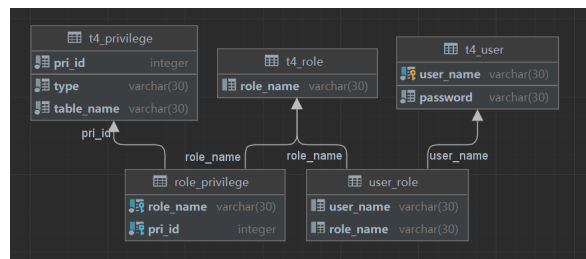 t4_privilege
pri_id integer
type varchar(30)
table_name varchar(30)
t4_role
role_name varchar(30)
t4_user
user_name varchar(30)
password varchar(30)
pri_id
role_name
role_name
user_name
role_privilege
role_name varchar(30)
pri_id integer
user_role
user_name varchar(30)
role_name varchar(30)